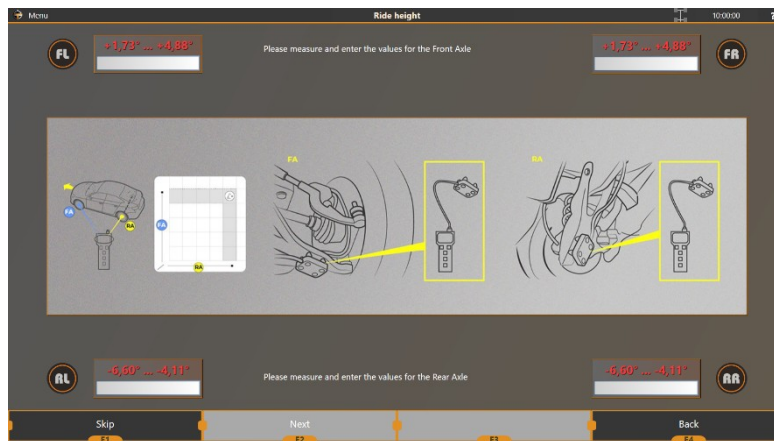 Menu
Ride height
10:00:00
?
FL
+1,73° ... +4,88°
Please measure and enter the values for the Front Axle
+1,73° ... +4,88°
FR
FA
RA
FA
RA
FA
RA
RL
-6,60° ... -4,11°
Please measure and enter the values for the Rear Axle
-6,60° ... -4,11°
RR
Skip
Next
Back
F1
F2
F3
F4